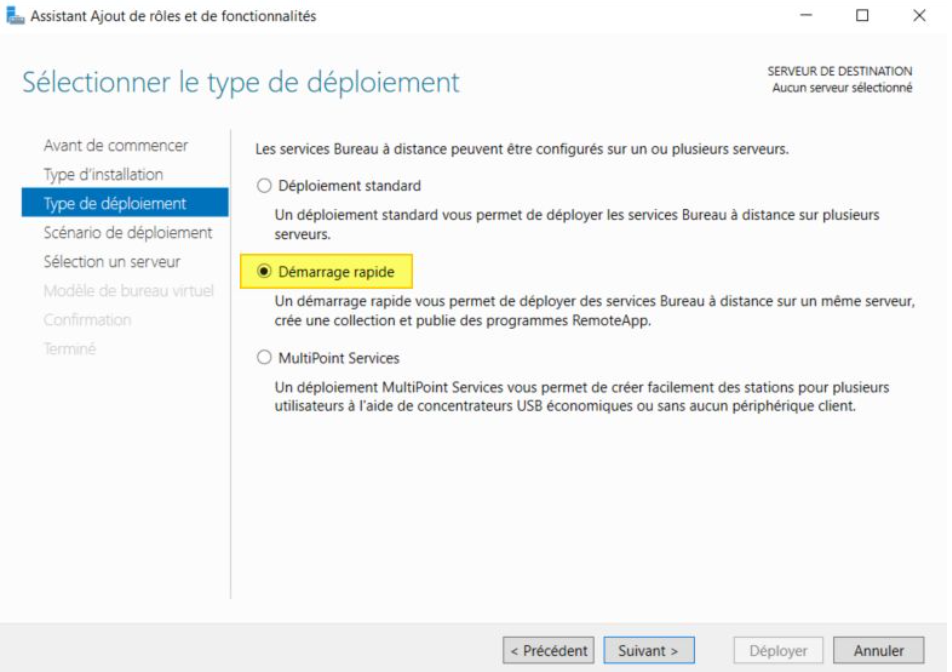 Assistant Ajout de rôles et de fonctionnalités
Sélectionner le type de déploiement
SERVEUR DE DESTINATION
Aucun serveur sélectionné
Avant de commencer
Type d'installation
Type de déploiement
Scénario de déploiement
Sélection un serveur
Modèle de bureau virtuel
Confirmation
Terminé
Les services Bureau à distance peuvent être configurés sur un ou plusieurs serveurs.
Déploiement standard
Un déploiement standard vous permet de déployer les services Bureau à distance sur plusieurs
serveurs.
Démarrage rapide
Un démarrage rapide vous permet de déployer des services Bureau à distance sur un même serveur,
crée une collection et publie des programmes RemoteApp.
MultiPoint Services
Un déploiement MultiPoint Services vous permet de créer facilement des stations pour plusieurs
utilisateurs à l'aide de concentrateurs USB économiques ou sans aucun périphérique client.
< Précédent
Suivant >
Déployer
Annuler